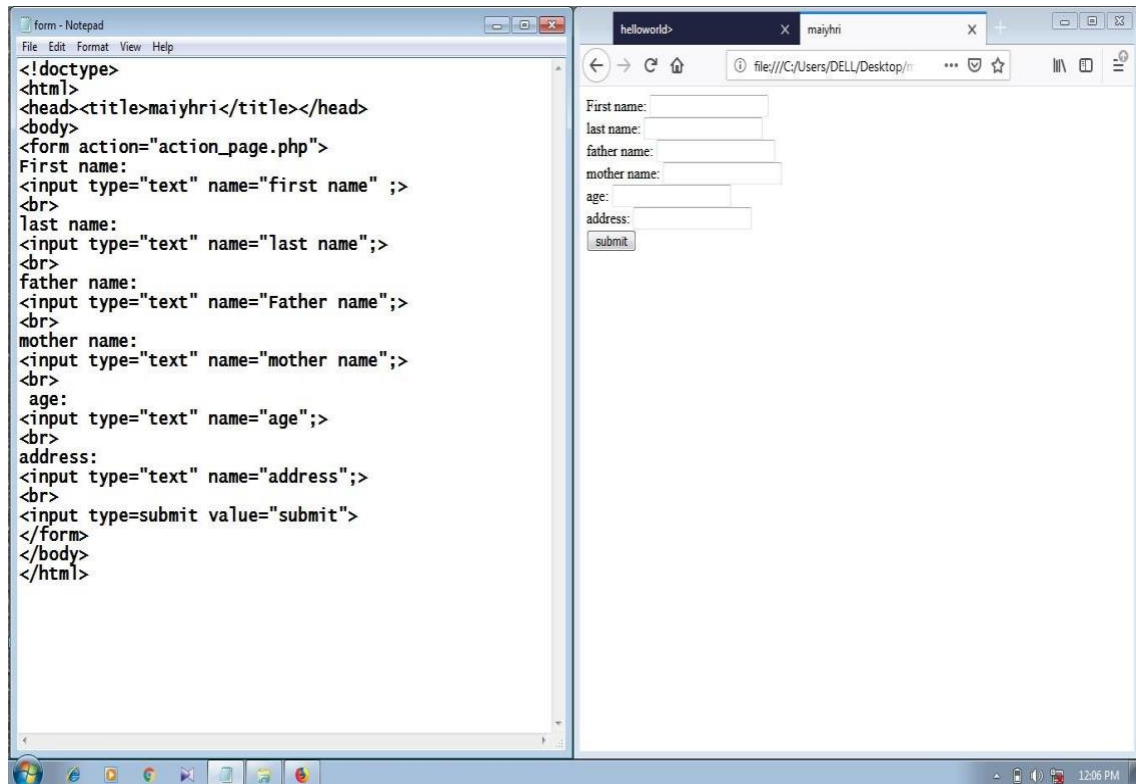 form - Notepad
File Edit Format View Help
<!doctype>
<html>
<head><title>maiyhri</title></head>
<body>
<form action="action_page.php">
First name:
<input type="text" name="first name" ;>
<br>
last name:
<input type="text" name="last name";>
<br>
father name:
<input type="text" name="Father name";>
<br>
mother name:
<input type="text" name="mother name";>
<br>
age:
<input type="text" name="age";>
<br>
address:
<input type="text" name="address";>
<br>
<input type=submit value="submit">
</form>
</body>
</html>
helloworld>
maiyhri
file:///C:/Users/DELL/Desktop/
First name:
last name:
father name:
mother name:
age:
address:
submit
12:06 PM